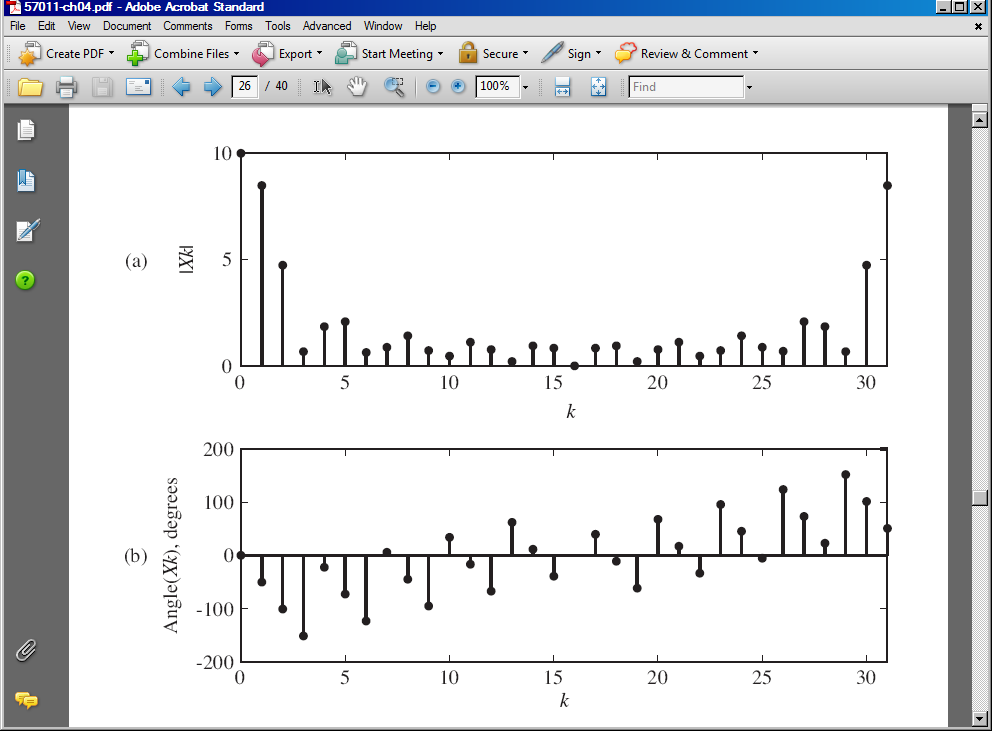 57011-ch04.pdf - Adobe Acrobat Standard
File Edit View Document Comments Forms Tools Advanced Window Help
Create PDF Combine Files Export Start Meeting Secure Sign Review & Comment
26 / 40 100% Find
10
(a) |Xk| 5
0
0 5 10 15 20 25 30
k
200
100
(b) Angle(Xk), degrees 0
-100
-200
0 5 10 15 20 25 30
k